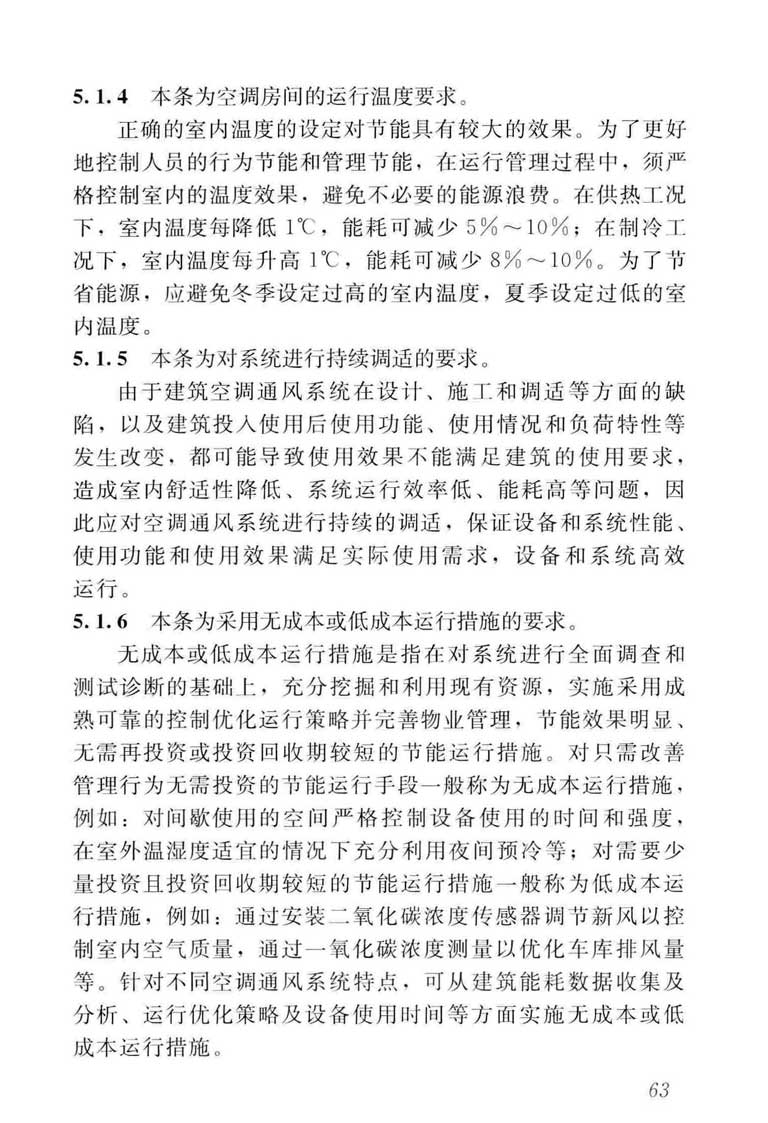 5.1.4 本条为空调房间的运行温度要求。
正确的室内温度的设定对节能具有较大的效果。为了更好
地控制人员的行为节能和管理节能，在运行管理过程中，须严
格控制室内的温度效果，避免不必要的能源浪费。在供热工况
下，室内温度每降低 1℃，能耗可减少 5%～10%；在制冷工
况下，室内温度每升高 1℃，能耗可减少 8%～10%。为了节
省能源，应避免冬季设定过高的室内温度，夏季设定过低的室
内温度。
5.1.5 本条为对系统进行持续调适的要求。
由于建筑空调通风系统在设计、施工和调适等方面的缺
陷，以及建筑投入使用后使用功能、使用情况和负荷特性等
发生改变，都可能导致使用效果不能满足建筑的使用要求，
造成室内舒适性降低、系统运行效率低、能耗高等问题，因
此应对空调通风系统进行持续的调适，保证设备和系统性能、
使用功能和使用效果满足实际使用需求，设备和系统高效
运行。
5.1.6 本条为采用无成本或低成本运行措施的要求。
无成本或低成本运行措施是指在对系统进行全面调查和
测试诊断的基础上，充分挖掘和利用现有资源，实施采用成
熟可靠的控制优化运行策略并完善物业管理，节能效果明显、
无需再投资或投资回收期较短的节能运行措施。对只需改善
管理行为无需投资的节能运行手段一般称为无成本运行措施，
例如：对间歇使用的空间严格控制设备使用的时间和强度，
在室外温湿度适宜的情况下充分利用夜间预冷等；对需要少
量投资且投资回收期较短的节能运行措施一般称为低成本运
行措施，例如：通过安装二氧化碳浓度传感器调节新风以控
制室内空气质量，通过一氧化碳浓度测量以优化车库排风量
等。针对不同空调通风系统特点，可从建筑能耗数据收集及
分析、运行优化策略及设备使用时间等方面实施无成本或低
成本运行措施。
63